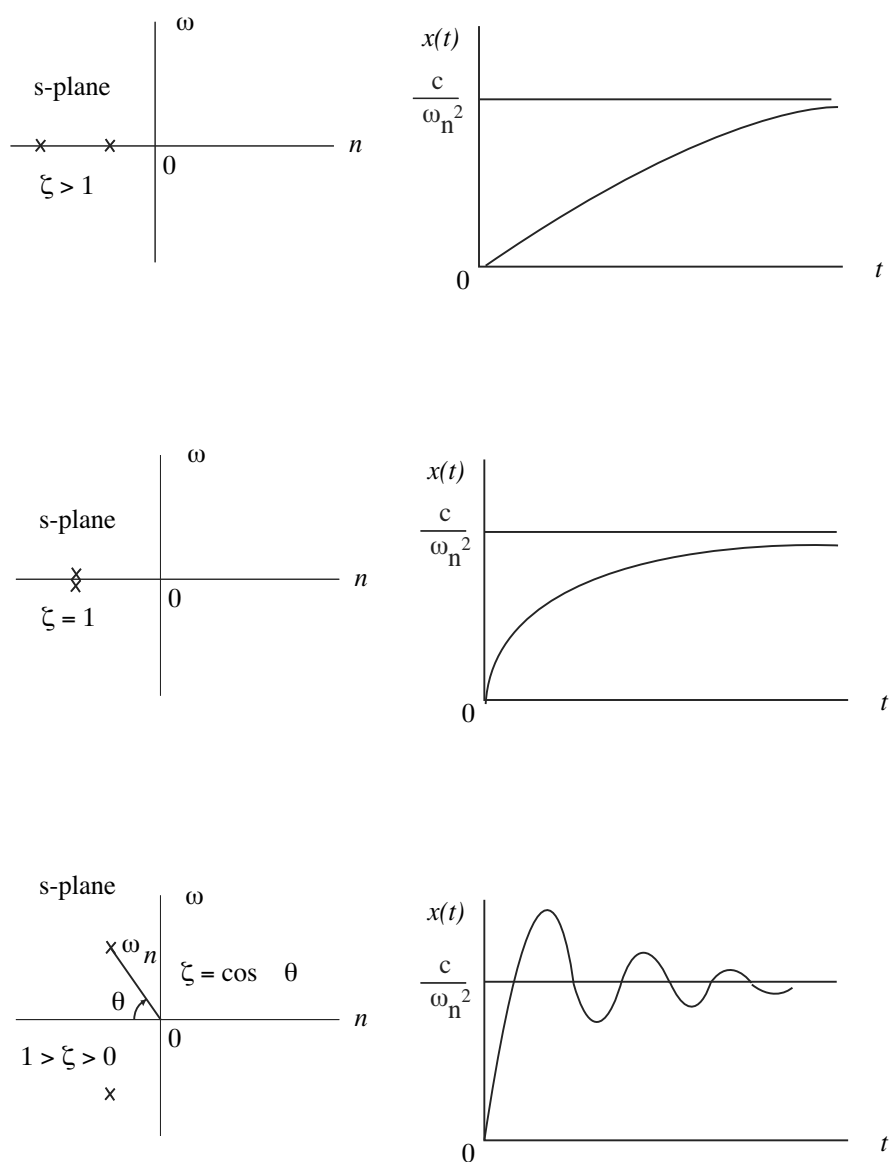 ω
s-plane
n
0
ζ > 1
x(t)
c
ωn²
0
t
ω
s-plane
n
0
ζ = 1
x(t)
c
ωn²
0
t
s-plane
ω
ωn
ζ = cos θ
θ
n
0
1 > ζ > 0
x(t)
c
ωn²
0
t